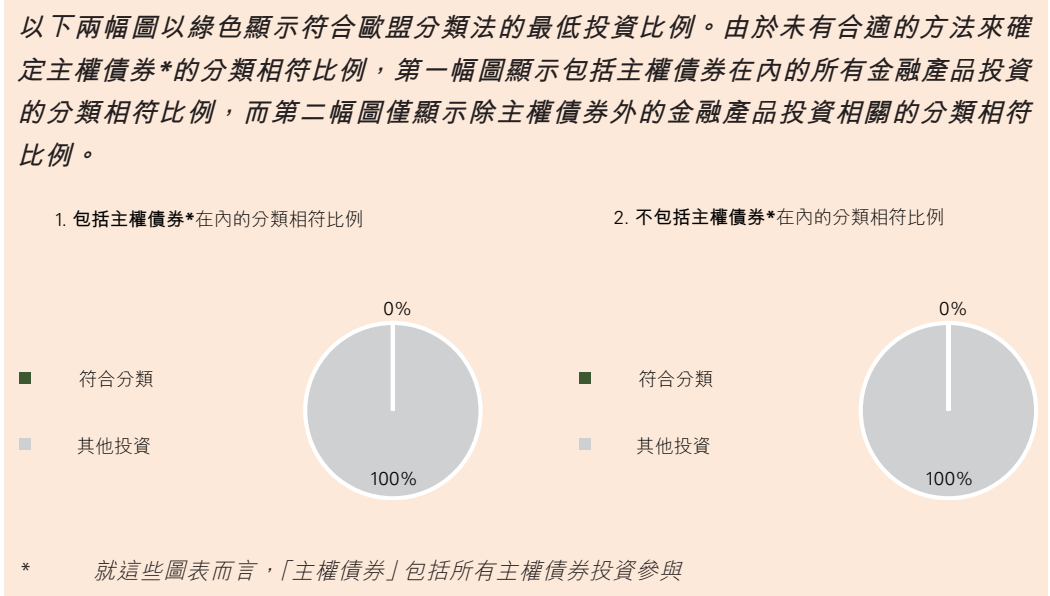 以下兩幅圖以綠色顯示符合歐盟分類法的最低投資比例。由於未有合適的方法來確
定主權債券*的分類相符比例，第一幅圖顯示包括主權債券在內的所有金融產品投資
的分類相符比例，而第二幅圖僅顯示除主權債券外的金融產品投資相關的分類相符
比例。
1. 包括主權債券*在內的分類相符比例
0%
符合分類
其他投資
100%
2. 不包括主權債券*在內的分類相符比例
0%
符合分類
其他投資
100%
* 就這些圖表而言，「主權債券」包括所有主權債券投資參與